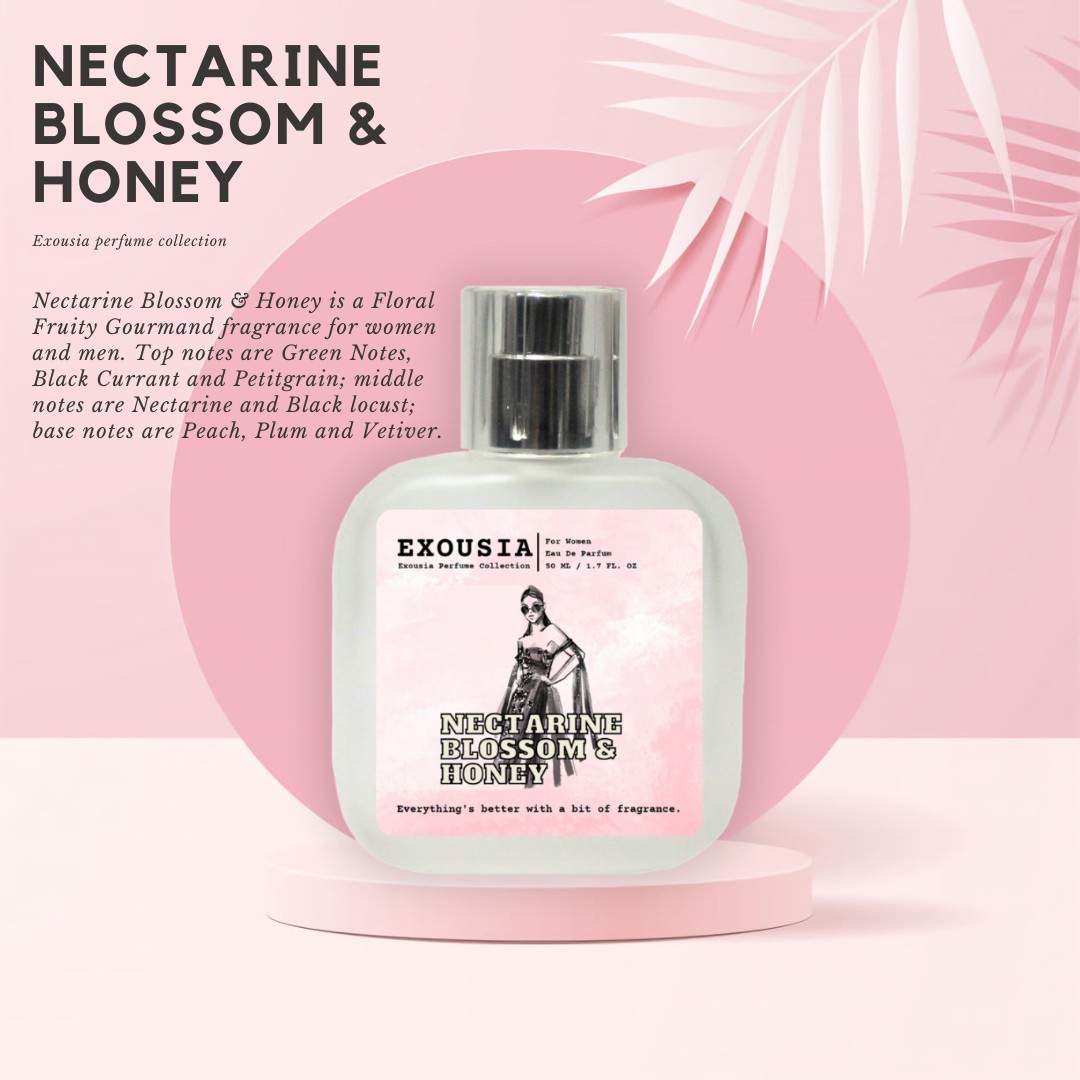 NECTARINE
BLOSSOM &
HONEY
Exousia perfume collection
Nectarine Blossom & Honey is a Floral
Fruity Gourmand fragrance for women
and men. Top notes are Green Notes,
Black Currant and Petitgrain; middle
notes are Nectarine and Black locust;
base notes are Peach, Plum and Vetiver.
EXOUSIA
Exousia Perfume Collection
For Women
Eau De Parfum
50 ML / 1.7 FL. OZ
NECTARINE
BLOSSOM &
HONEY
Everything's better with a bit of fragrance.